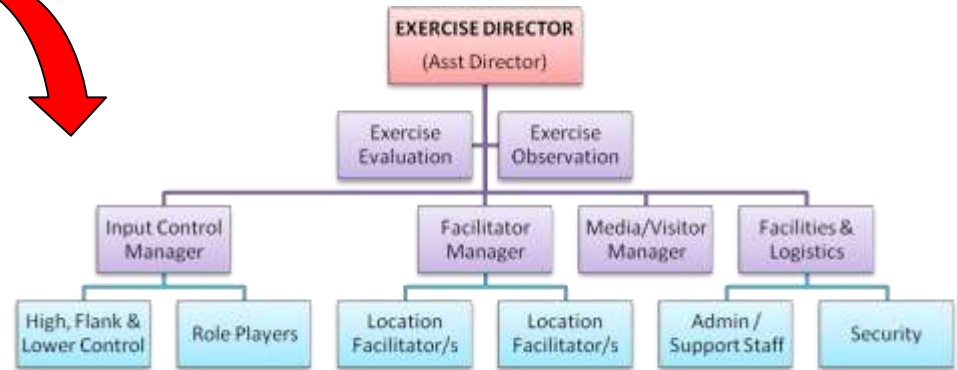 EXERCISE DIRECTOR
(Asst Director)
Exercise
Evaluation
Exercise
Observation
Input Control
Manager
Facilitator
Manager
Media/Visitor
Manager
Facilities &
Logistics
High, Flank &
Lower Control
Role Players
Location
Facilitator/s
Location
Facilitator/s
Admin /
Support Staff
Security